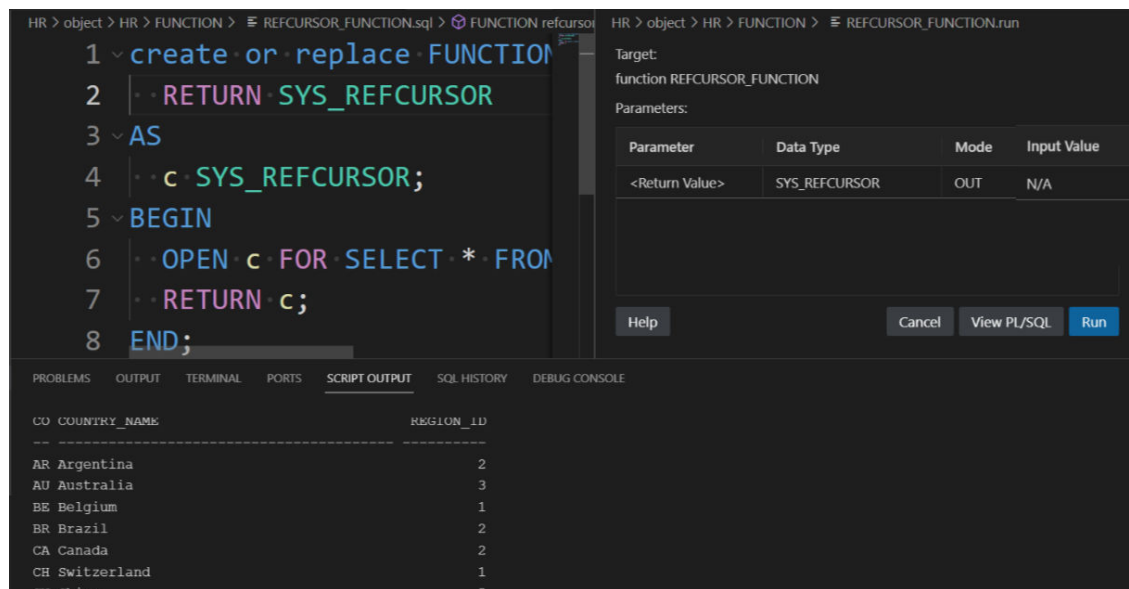 HR > object > HR > FUNCTION > REFCURSOR_FUNCTION.sql > FUNCTION refcurso
1 create or replace FUNCTION
2 RETURN SYS_REFCURSOR
3 AS
4 c SYS_REFCURSOR;
5 BEGIN
6 OPEN c FOR SELECT * FROM
7 RETURN c;
8 END;
HR > object > HR > FUNCTION > REFCURSOR_FUNCTION.run
Target:
function REFCURSOR_FUNCTION
Parameters:
Parameter Data Type Mode Input Value
<Return Value> SYS_REFCURSOR OUT N/A
Help Cancel View PL/SQL Run
PROBLEMS OUTPUT TERMINAL PORTS SCRIPT OUTPUT SQL HISTORY DEBUG CONSOLE
CO COUNTRY_NAME REGION_ID
-- ---------------------------------------- ----------
AR Argentina 2
AU Australia 3
BE Belgium 1
BR Brazil 2
CA Canada 2
CH Switzerland 1